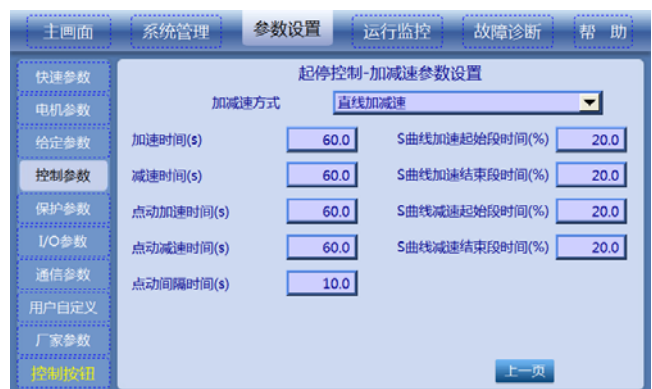 主画面 系统管理 参数设置 运行监控 故障诊断 帮 助
快速参数
电机参数
给定参数
控制参数
保护参数
I/O参数
通信参数
用户自定义
厂家参数
控制按钮
起停控制-加减速参数设置
加减速方式 直线加减速
加速时间(s) 60.0 S曲线加速起始段时间(%) 20.0
减速时间(s) 60.0 S曲线加速结束段时间(%) 20.0
点动加速时间(s) 60.0 S曲线减速起始段时间(%) 20.0
点动减速时间(s) 60.0 S曲线减速结束段时间(%) 20.0
点动间隔时间(s) 10.0
上一页